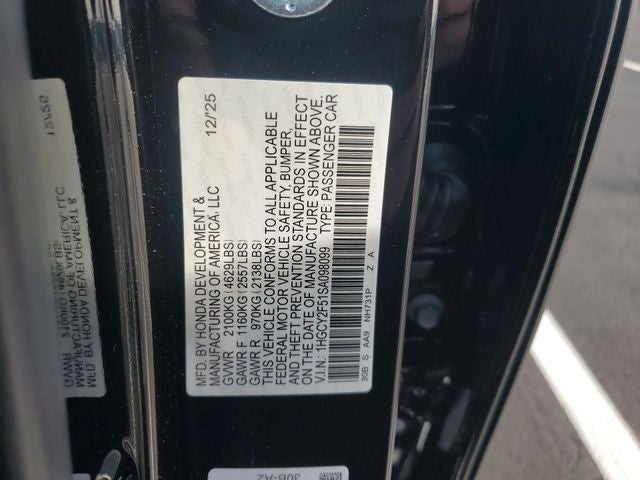 MFD. BY HONDA DEVELOPMENT &
MANUFACTURING OF AMERICA, LLC 12/25
GVWR 2100KG(4629LBS)
GAWR F 1160KG(2557LBS)
GAWR R 970KG(2138LBS)
THIS VEHICLE CONFORMS TO ALL APPLICABLE
FEDERAL MOTOR VEHICLE SAFETY, BUMPER,
AND THEFT PREVENTION STANDARDS IN EFFECT
ON THE DATE OF MANUFACTURE SHOWN ABOVE.
V.I.N.: 1HGCY2F51SA098099 TYPE: PASSENGER CAR
30B S AA9 NH731P Z A
30B-A2